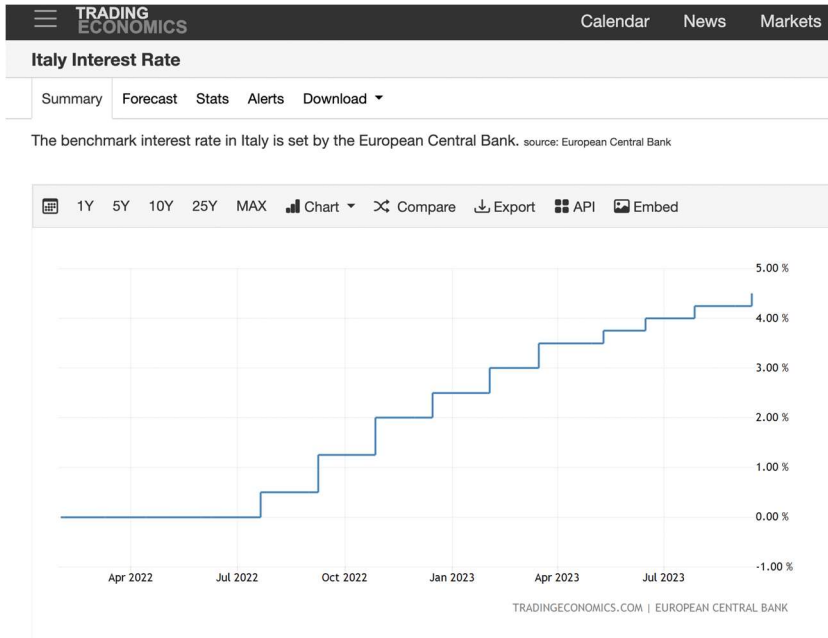 TRADING
ECONOMICS
Calendar News Markets
Italy Interest Rate
Summary Forecast Stats Alerts Download
The benchmark interest rate in Italy is set by the European Central Bank. source: European Central Bank
1Y 5Y 10Y 25Y MAX Chart Compare Export API Embed
5.00 %
4.00 %
3.00 %
2.00 %
1.00 %
0.00 %
-1.00 %
Apr 2022 Jul 2022 Oct 2022 Jan 2023 Apr 2023 Jul 2023
TRADINGECONOMICS.COM | EUROPEAN CENTRAL BANK